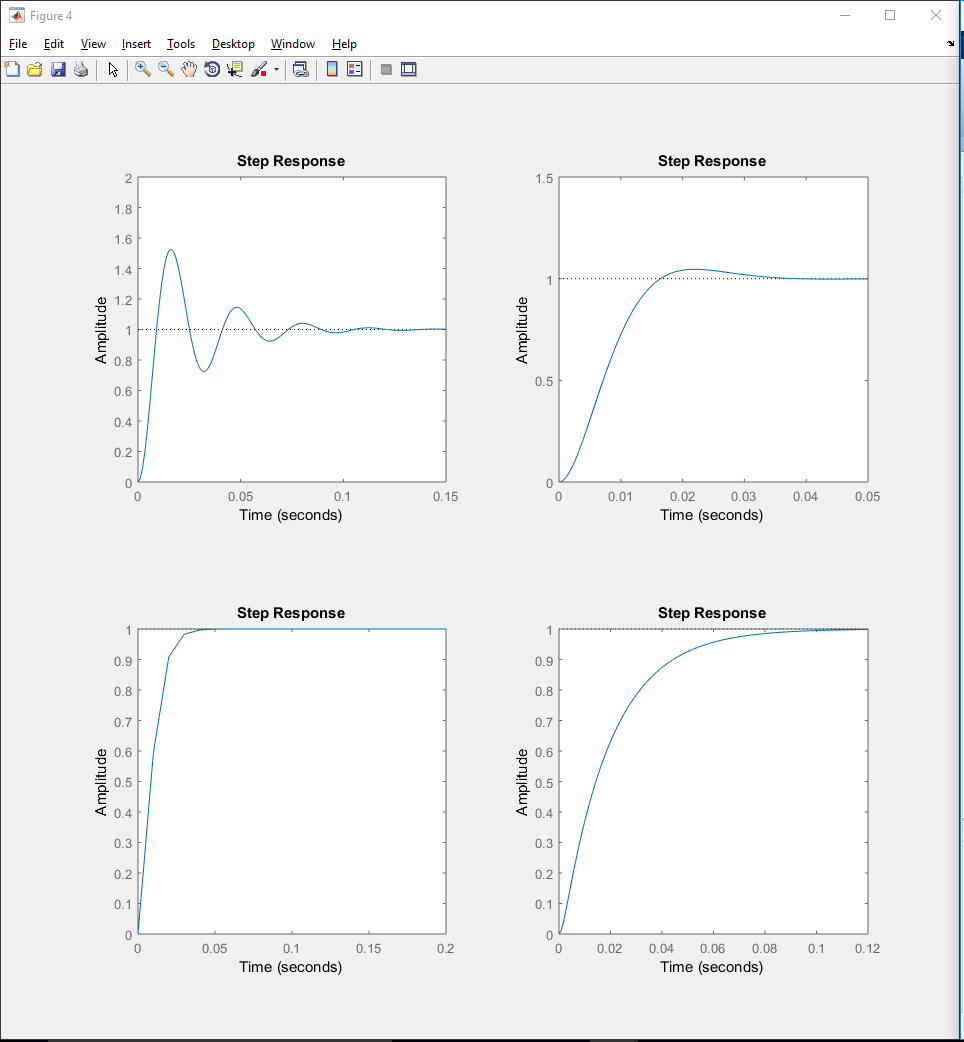 Figure 4
File Edit View Insert Tools Desktop Window Help
Step Response
2
1.8
1.6
1.4
1.2
1
0.8
0.6
0.4
0.2
0
Amplitude
0 0.05 0.1 0.15
Time (seconds)
Step Response
1.5
1
0.5
0
Amplitude
0 0.01 0.02 0.03 0.04 0.05
Time (seconds)
Step Response
1
0.9
0.8
0.7
0.6
0.5
0.4
0.3
0.2
0.1
0
Amplitude
0 0.05 0.1 0.15 0.2
Time (seconds)
Step Response
1
0.9
0.8
0.7
0.6
0.5
0.4
0.3
0.2
0.1
0
Amplitude
0 0.02 0.04 0.06 0.08 0.1 0.12
Time (seconds)